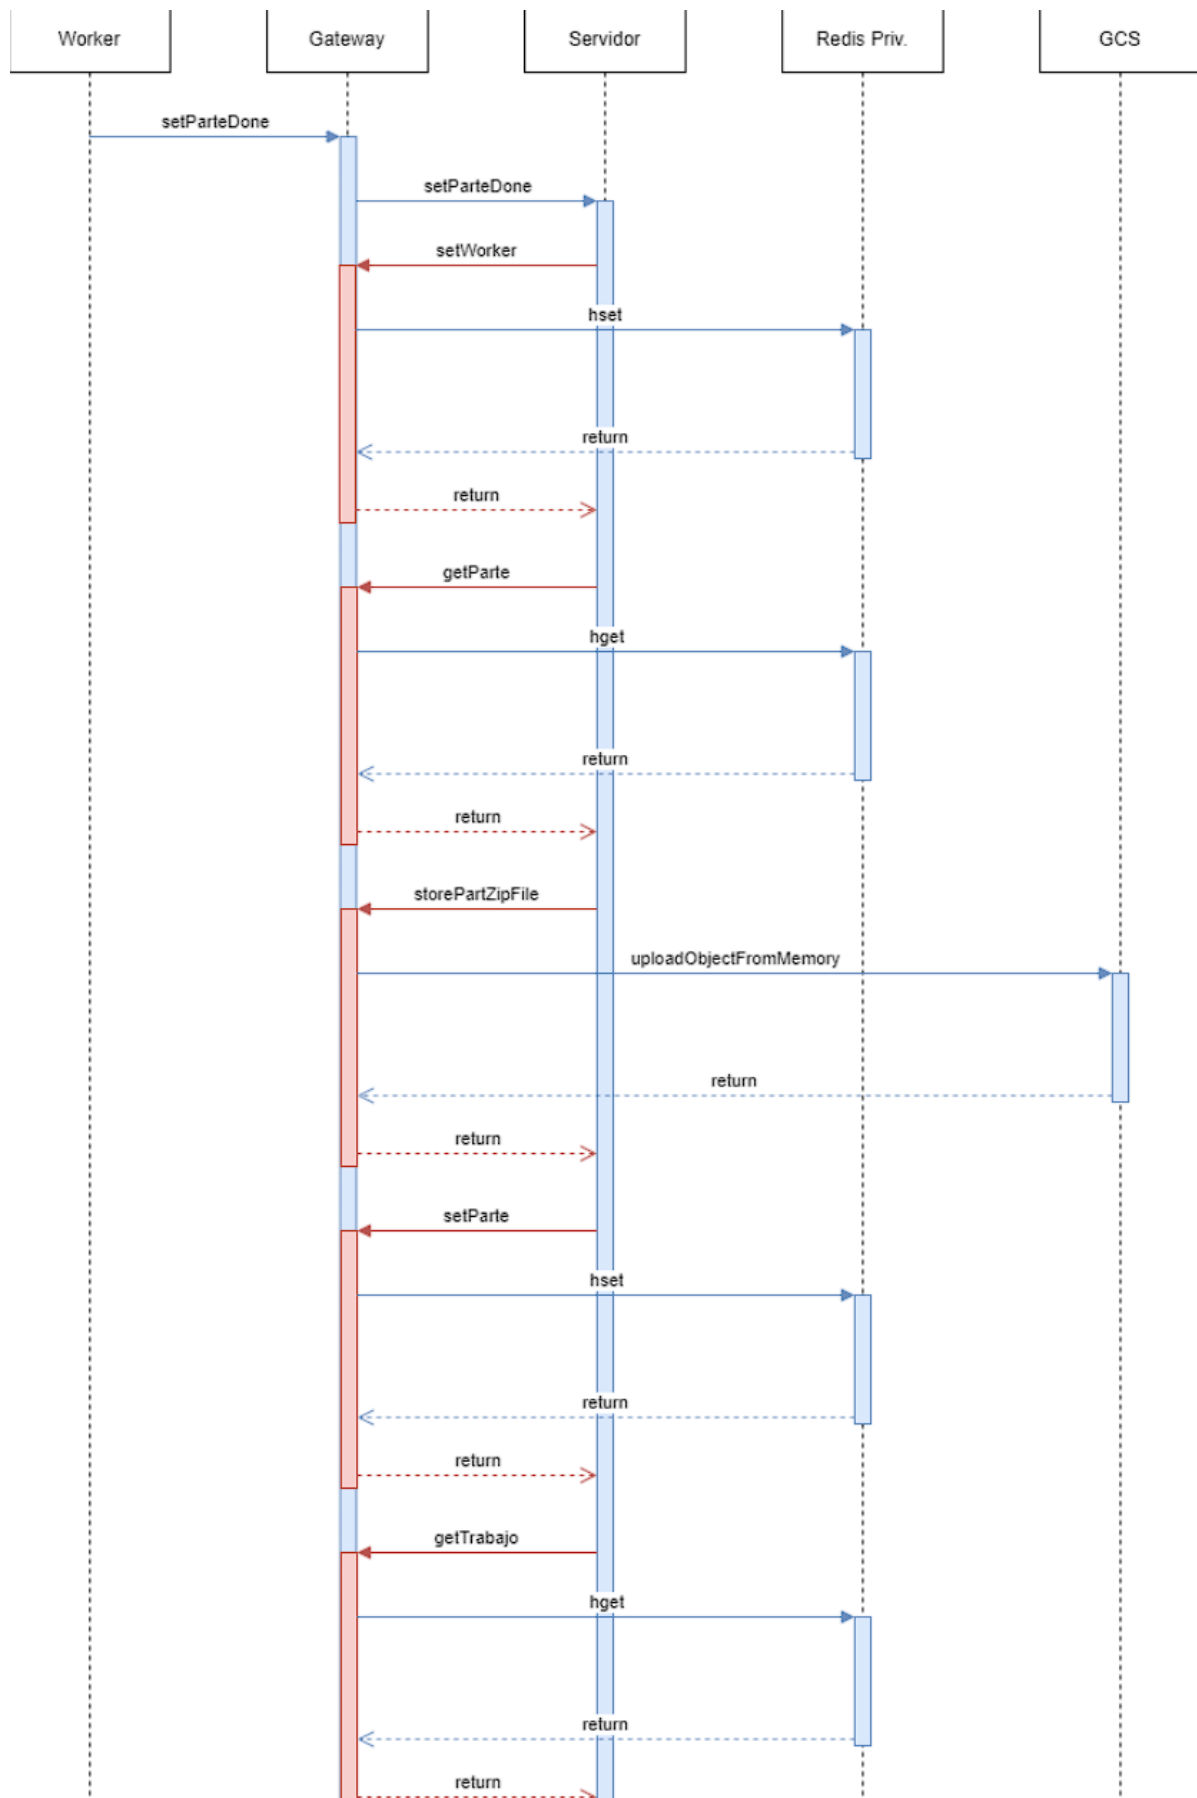 Worker
Gateway
Servidor
Redis Priv.
GCS
setParteDone
setParteDone
setWorker
hset
return
return
getParte
hget
return
return
storePartZipFile
uploadObjectFromMemory
return
return
setParte
hset
return
return
getTrabajo
hget
return
return